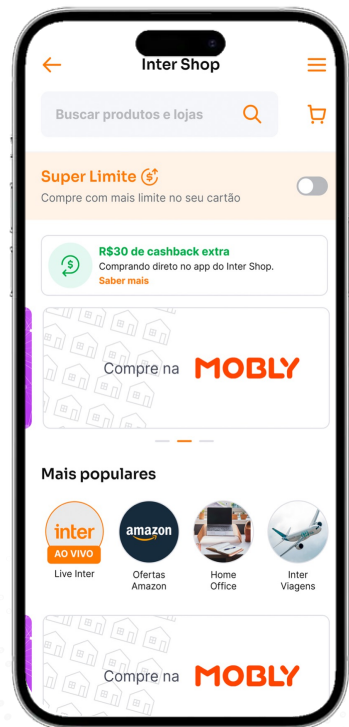 Inter Shop
Buscar produtos e lojas
Super Limite
Compre com mais limite no seu cartão
R$30 de cashback extra
Comprando direto no app do Inter Shop.
Saber mais
Compre na MOBLY
Mais populares
inter
AO VIVO
amazon
Live Inter
Ofertas
Amazon
Home
Office
Inter
Viagens
Compre na MOBLY